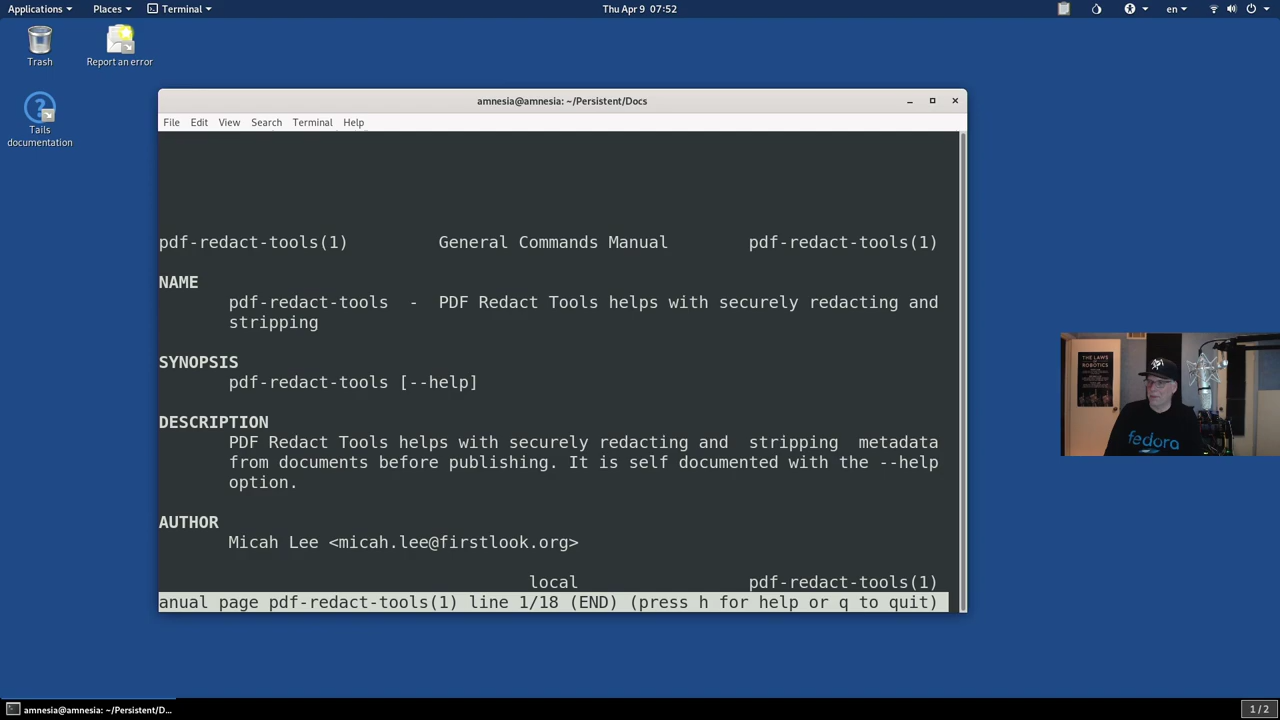 Applications Places Terminal Thu Apr 9 07:52 en
Trash
Report an error
Tails
documentation
amnesia@amnesia: ~/Persistent/Docs
File Edit View Search Terminal Help
pdf-redact-tools(1) General Commands Manual pdf-redact-tools(1)
NAME
pdf-redact-tools - PDF Redact Tools helps with securely redacting and
stripping
SYNOPSIS
pdf-redact-tools [--help]
DESCRIPTION
PDF Redact Tools helps with securely redacting and stripping metadata
from documents before publishing. It is self documented with the --help
option.
AUTHOR
Micah Lee <micah.lee@firstlook.org>
local pdf-redact-tools(1)
anual page pdf-redact-tools(1) line 1/18 (END) (press h for help or q to quit)
THE LAWS
ROBOTICS
fedora
amnesia@amnesia: ~/Persistent/D...
1 / 2